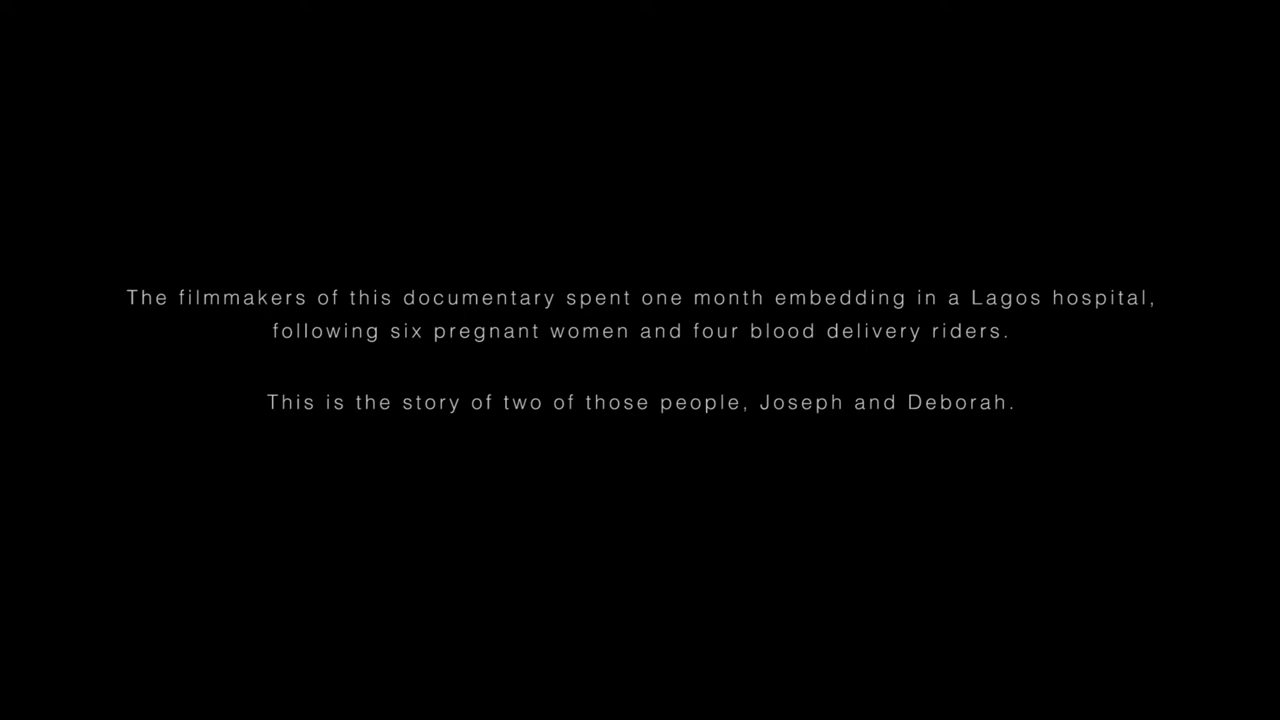 The filmmakers of this documentary spent one month embedding in a Lagos hospital,
following six pregnant women and four blood delivery riders.
This is the story of two of those people, Joseph and Deborah.